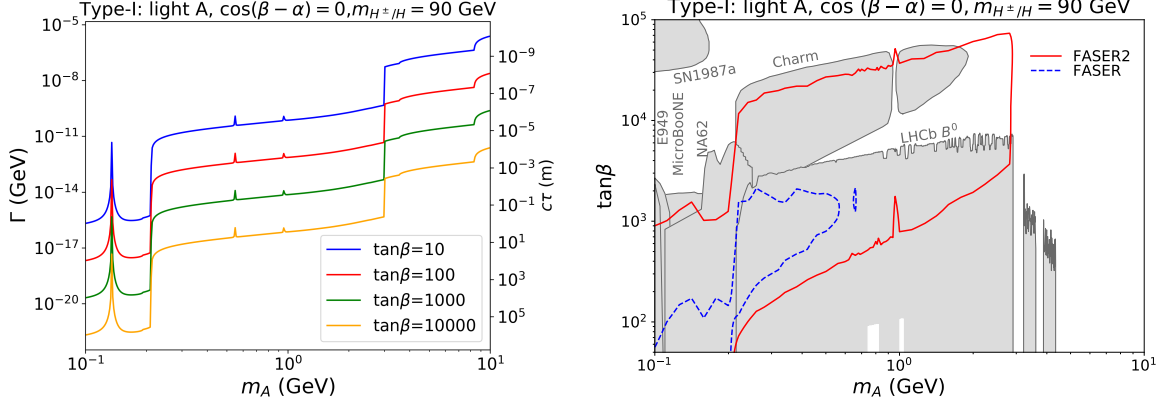 Type-I: light A, cos(β − α) = 0, m_{H^±/H} = 90 GeV
Γ (GeV)
10^{−5}
10^{−8}
10^{−11}
10^{−14}
10^{−17}
10^{−20}
10^{−9}
10^{−7}
10^{−5}
10^{−3}
10^{−1}
10^{1}
10^{3}
10^{5}
cτ (m)
tanβ=10
tanβ=100
tanβ=1000
tanβ=10000
10^{−1}
10^{0}
10^{1}
m_A (GeV)
Type-I: light A, cos (β − α) = 0, m_{H^±/H} = 90 GeV
tanβ
10^{5}
10^{4}
10^{3}
10^{2}
FASER2
FASER
SN1987a
Charm
E949
MicroBooNE
NA62
LHCb B^0
10^{−1}
10^{0}
10^{1}
m_A (GeV)